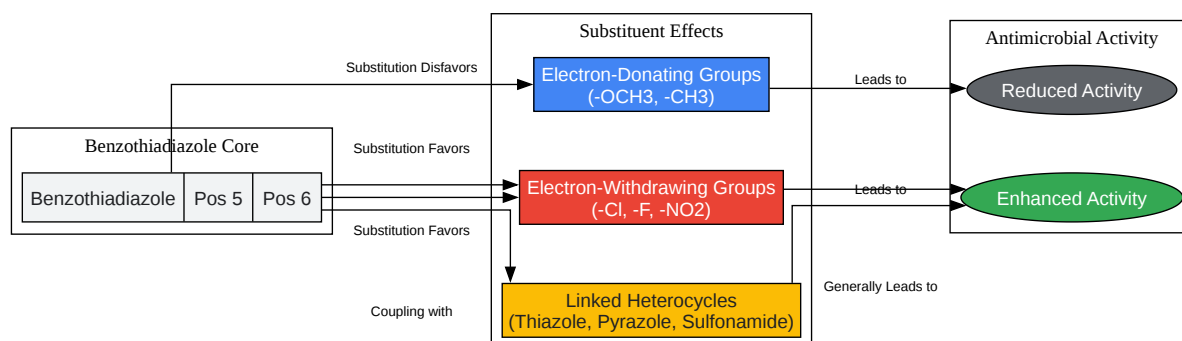 Substituent Effects
Antimicrobial Activity
Substitution Disfavors
Electron-Donating Groups
(-OCH3, -CH3)
Leads to
Reduced Activity
Benzothiadiazole Core
Substitution Favors
Benzothiadiazole
Pos 5
Pos 6
Electron-Withdrawing Groups
(-Cl, -F, -NO2)
Leads to
Enhanced Activity
Substitution Favors
Coupling with
Linked Heterocycles
(Thiazole, Pyrazole, Sulfonamide)
Generally Leads to